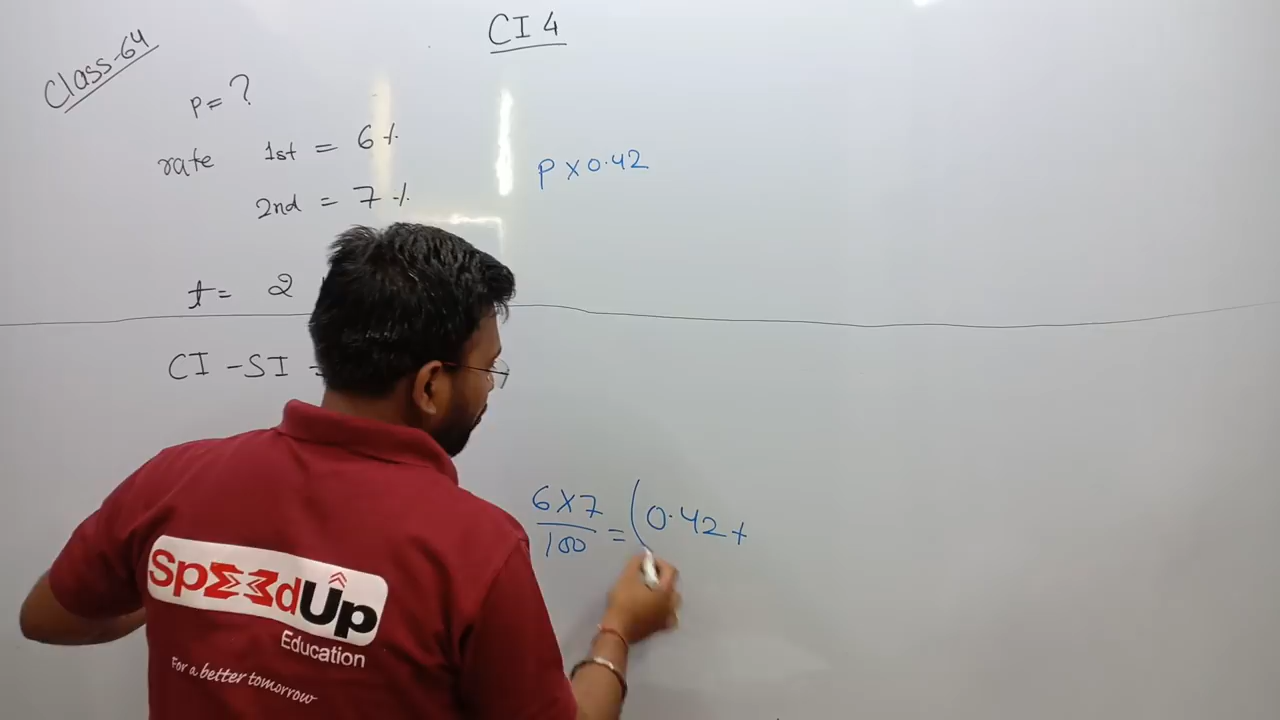 Class-64
CI 4
P = ?
rate 1st = 6 %
2nd = 7 %
P X 0.42
t = 2
CI - SI
6 X 7
100
= (0.42 %
SpEEdUp
Education
For a better tomorrow